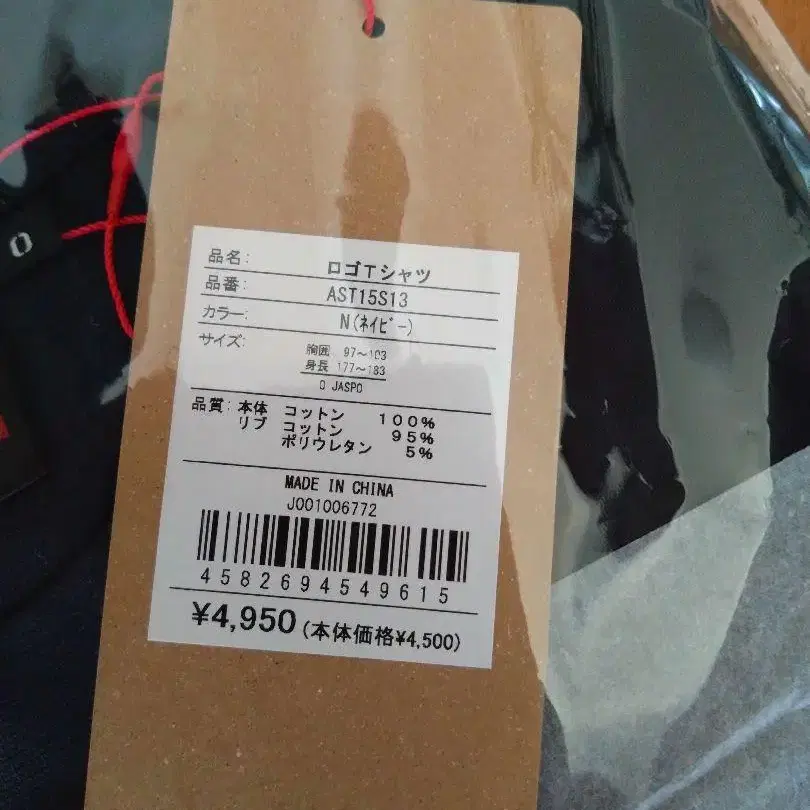 品名: ロゴTシャツ
品番: AST15S13
カラー: N(ﾈｲﾋﾞｰ)
サイズ: 胸囲 97～103
身長 177～183
O JASPO
品質: 本体 コットン 100%
リブ コットン 95%
ポリウレタン 5%
MADE IN CHINA
J001006772
4582694549615
¥4,950 (本体価格¥4,500)
O